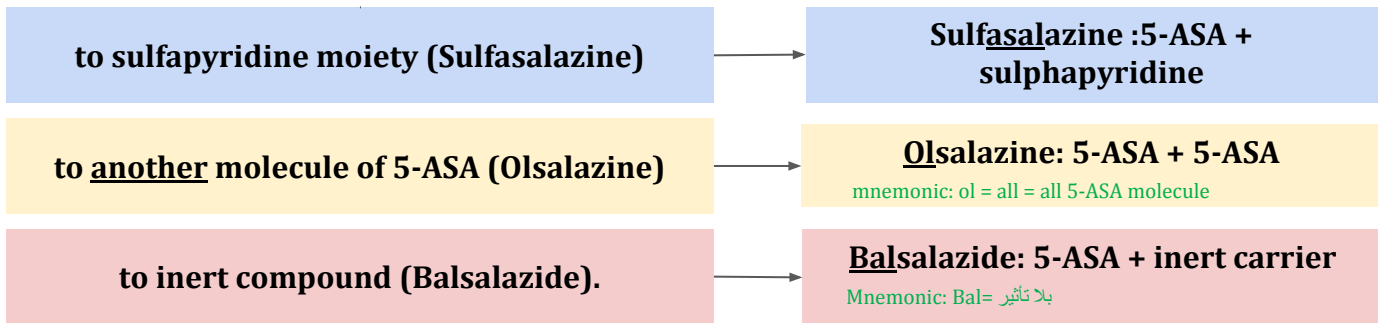 to sulfapyridine moiety (Sulfasalazine)
Sulfasalazine :5-ASA +
sulphapyridine
to another molecule of 5-ASA (Olsalazine)
Olsalazine: 5-ASA + 5-ASA
mnemonic: ol = all = all 5-ASA molecule
to inert compound (Balsalazide).
Balsalazide: 5-ASA + inert carrier
Mnemonic: Bal= بلا تأثير